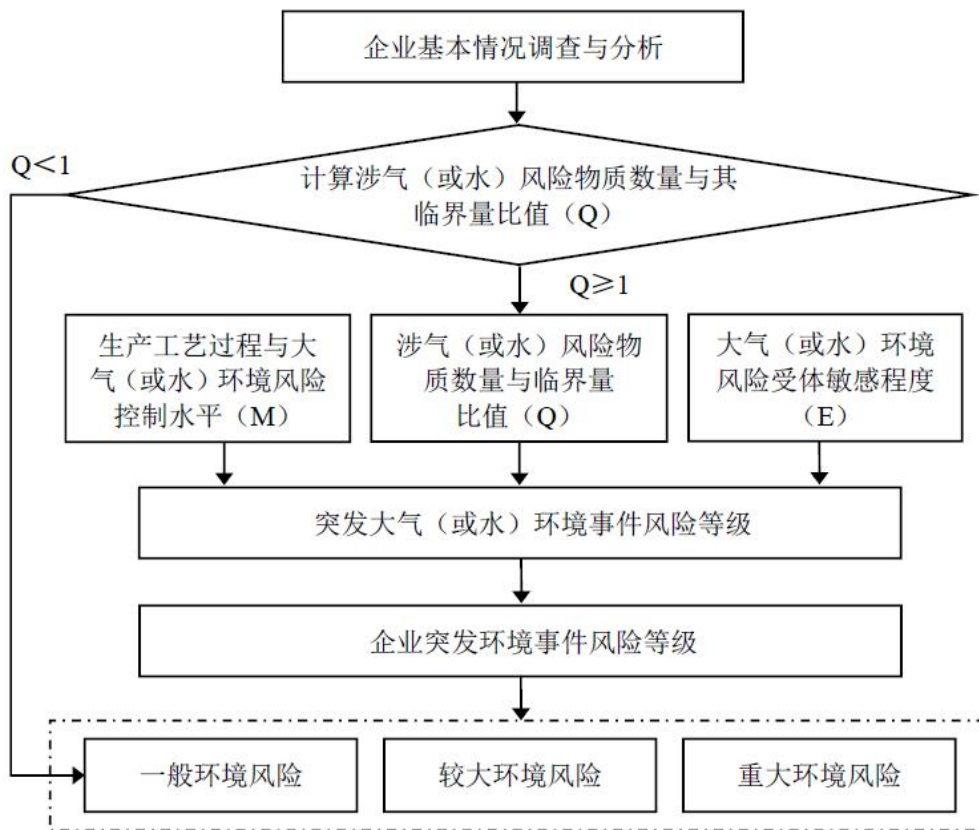 企业基本情况调查与分析
Q＜1
计算涉气（或水）风险物质数量与其
临界量比值（Q）
Q≥1
生产工艺过程与大
气（或水）环境风险
控制水平（M）
涉气（或水）风险物
质数量与临界量
比值（Q）
大气（或水）环境
风险受体敏感程度
（E）
突发大气（或水）环境事件风险等级
企业突发环境事件风险等级
一般环境风险
较大环境风险
重大环境风险